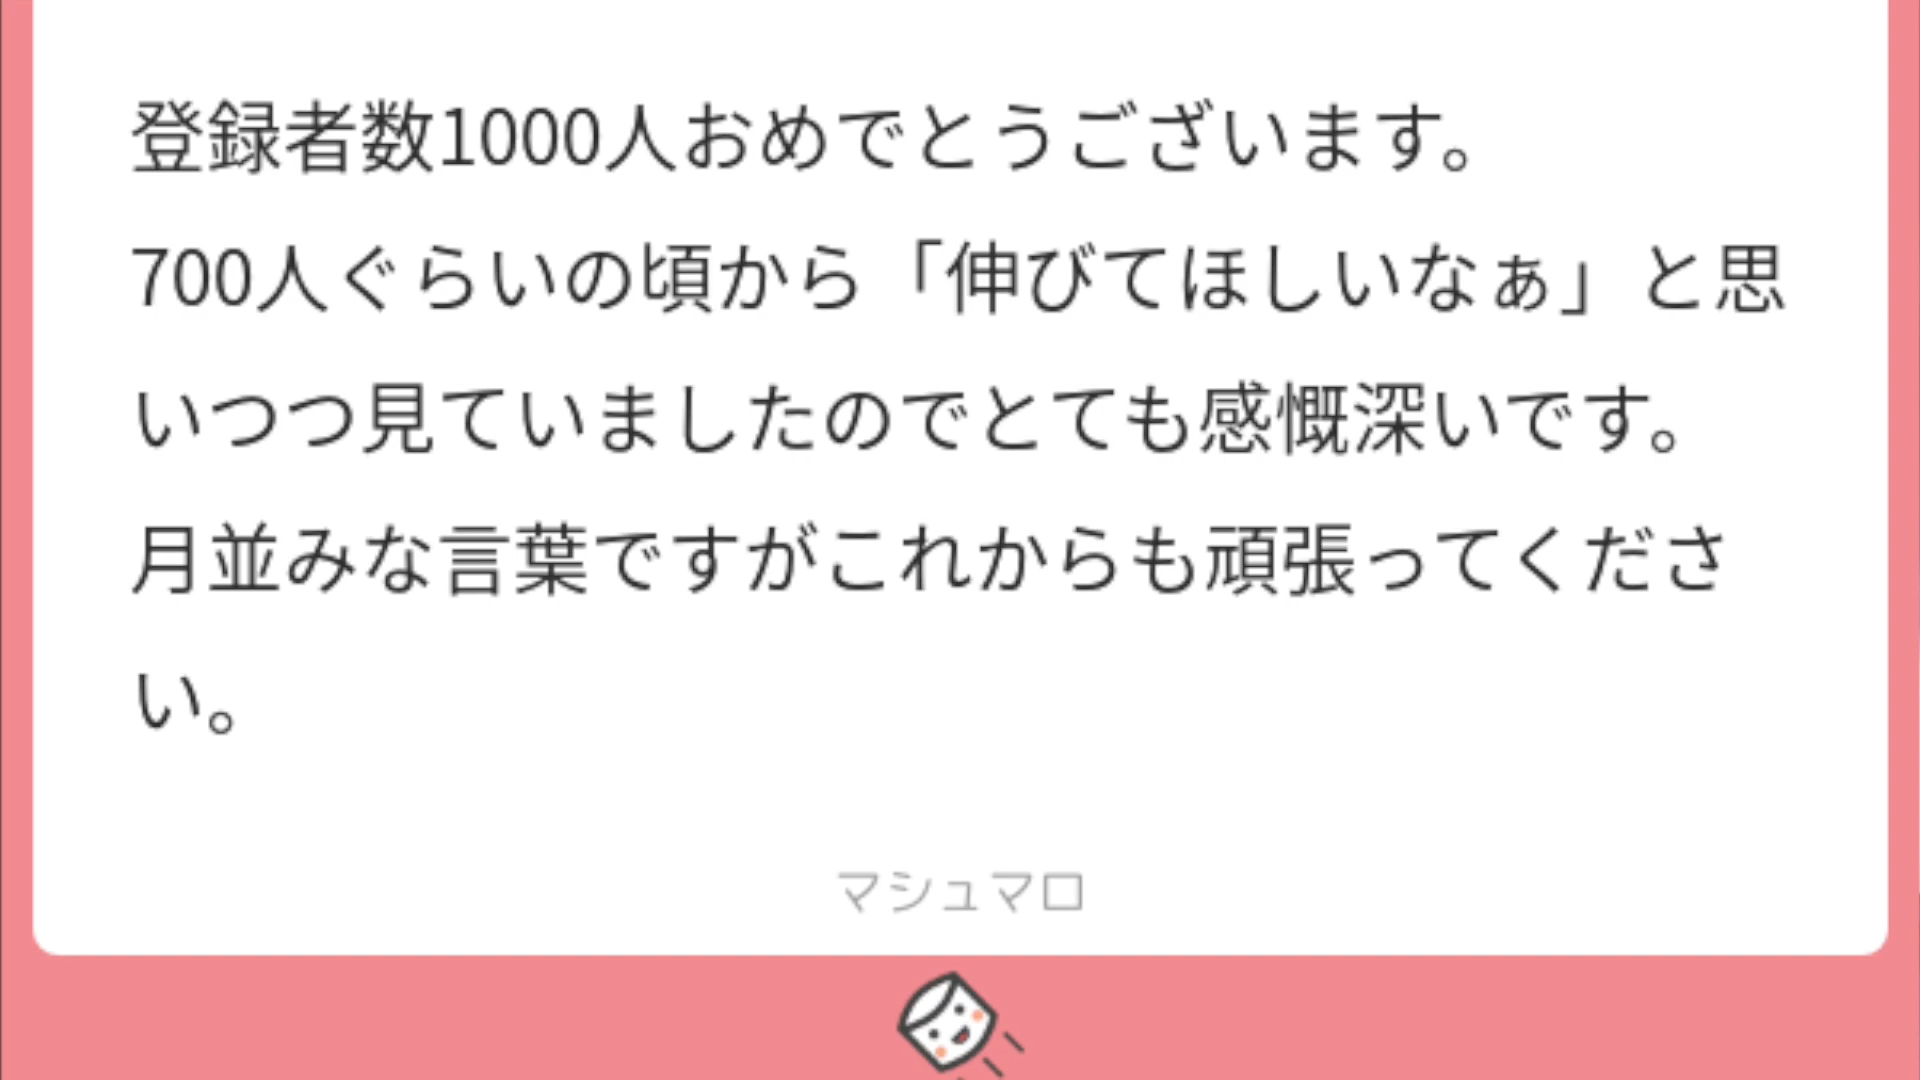 登録者数1000人おめでとうございます。
700人ぐらいの頃から「伸びてほしいなぁ」と思
いつつ見ていましたのでとても感慨深いです。
月並みな言葉ですがこれからも頑張ってくださ
い。
マシュマロ